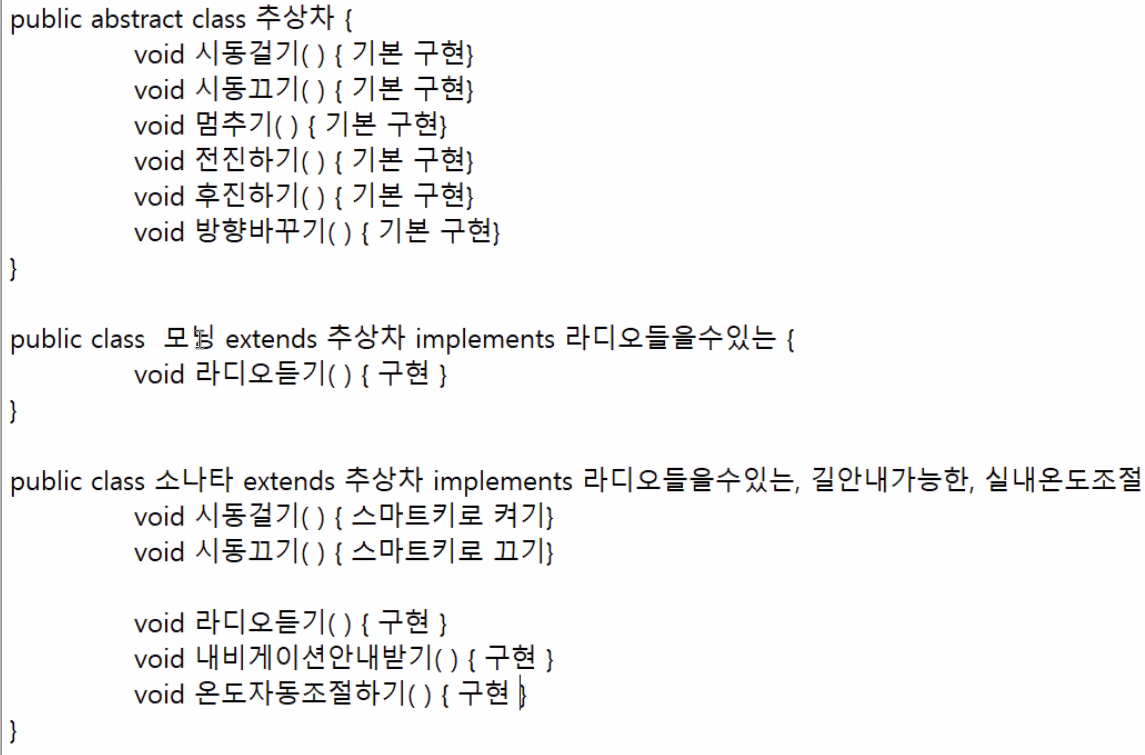 public abstract class 추상차 {
void 시동걸기( ) { 기본 구현}
void 시동끄기( ) { 기본 구현}
void 멈추기( ) { 기본 구현}
void 전진하기( ) { 기본 구현}
void 후진하기( ) { 기본 구현}
void 방향바꾸기( ) { 기본 구현}
}
public class 모닝 extends 추상차 implements 라디오들을수있는 {
void 라디오듣기( ) { 구현 }
}
public class 소나타 extends 추상차 implements 라디오들을수있는, 길안내가능한, 실내온도조절
void 시동걸기( ) { 스마트키로 켜기}
void 시동끄기( ) { 스마트키로 끄기}
void 라디오듣기( ) { 구현 }
void 내비게이션안내받기( ) { 구현 }
void 온도자동조절하기( ) { 구현 }
}